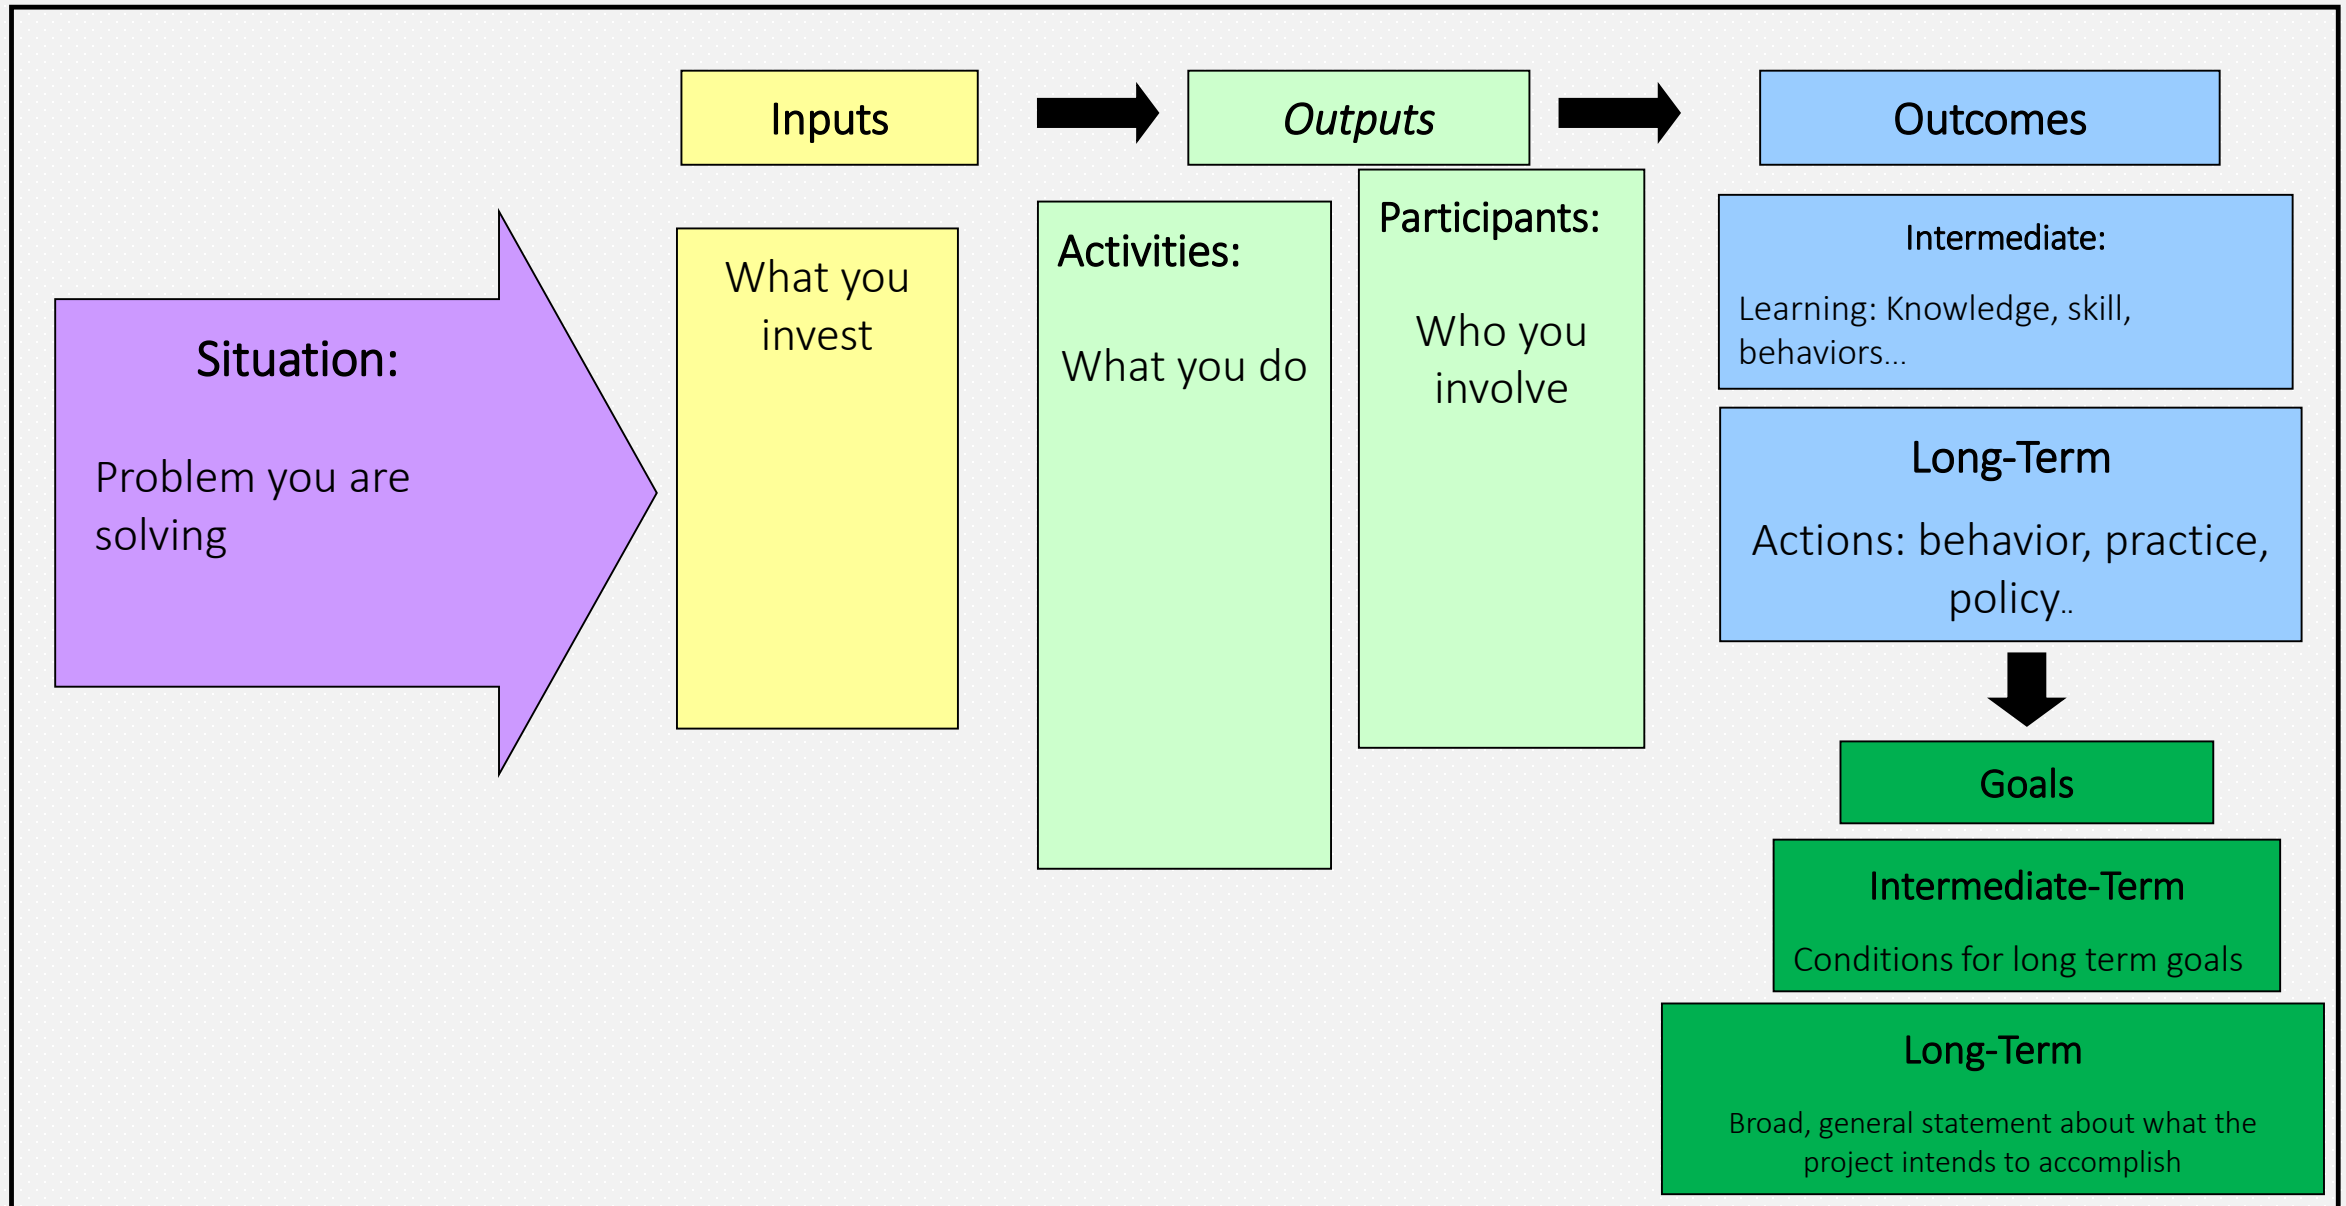 Inputs
Outputs
Outcomes
Situation:
Problem you are
solving
What you
invest
Activities:
What you do
Participants:
Who you
involve
Intermediate:
Learning: Knowledge, skill,
behaviors...
Long-Term
Actions: behavior, practice,
policy..
Goals
Intermediate-Term
Conditions for long term goals
Long-Term
Broad, general statement about what the
project intends to accomplish